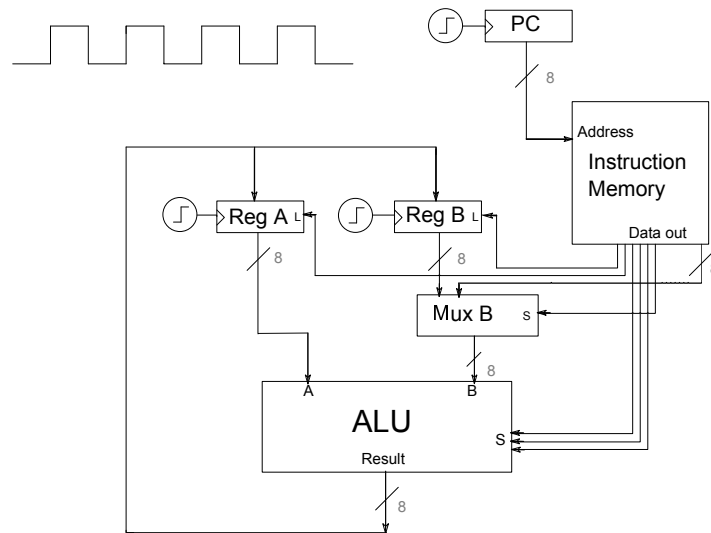 PC
8
Address
Instruction
Memory
Data out
Reg A L
Reg B L
8
8
Mux B S
8
A
B
ALU
S
Result
8